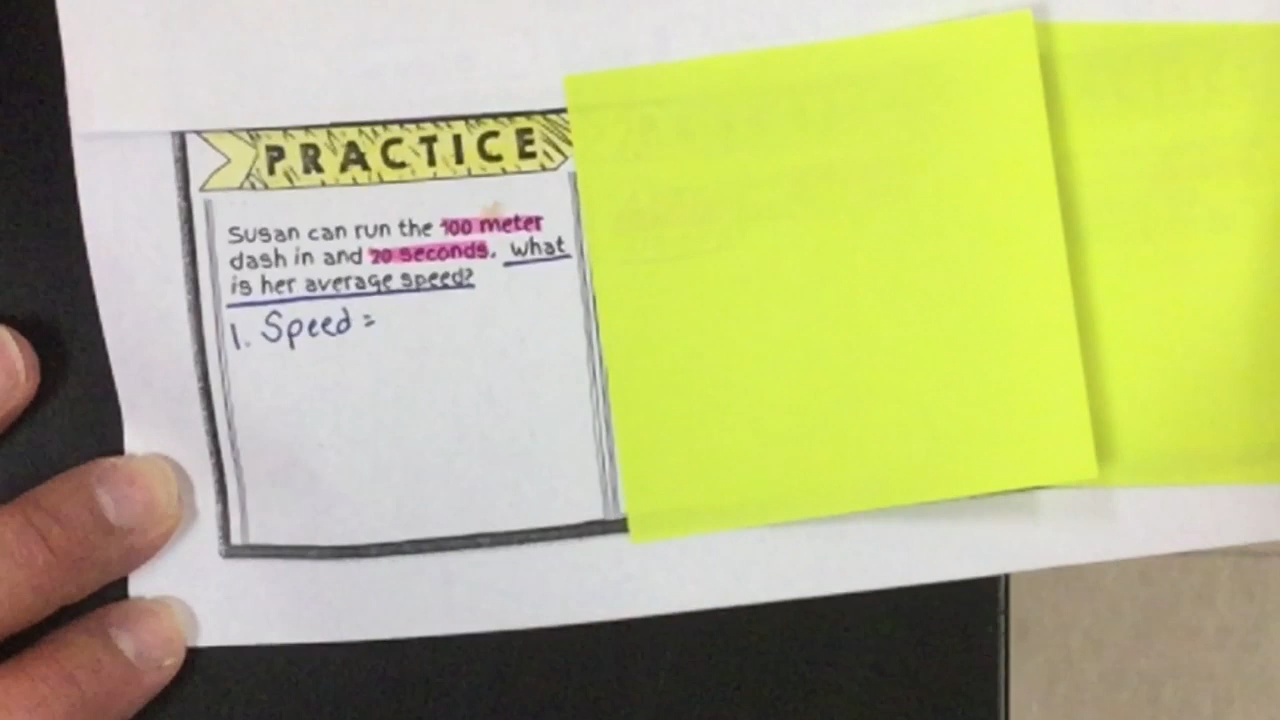 PRACTICE
Susan can run the 100 meter
dash in and 20 seconds. What
is her average speed?
1. Speed =